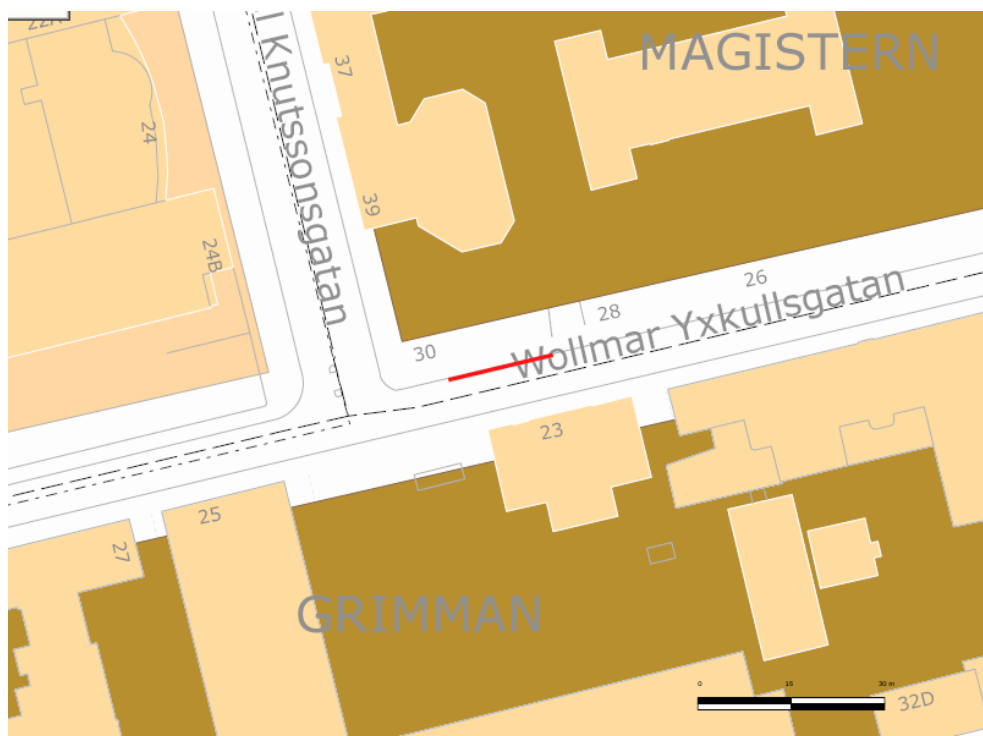 22A
37
MAGISTERN
24
l Knutssonsgatan
39
24B
26
28
Wollmar Yxkullsgatan
30
23
25
27
GRIMMAN
0 15 30 m
32D